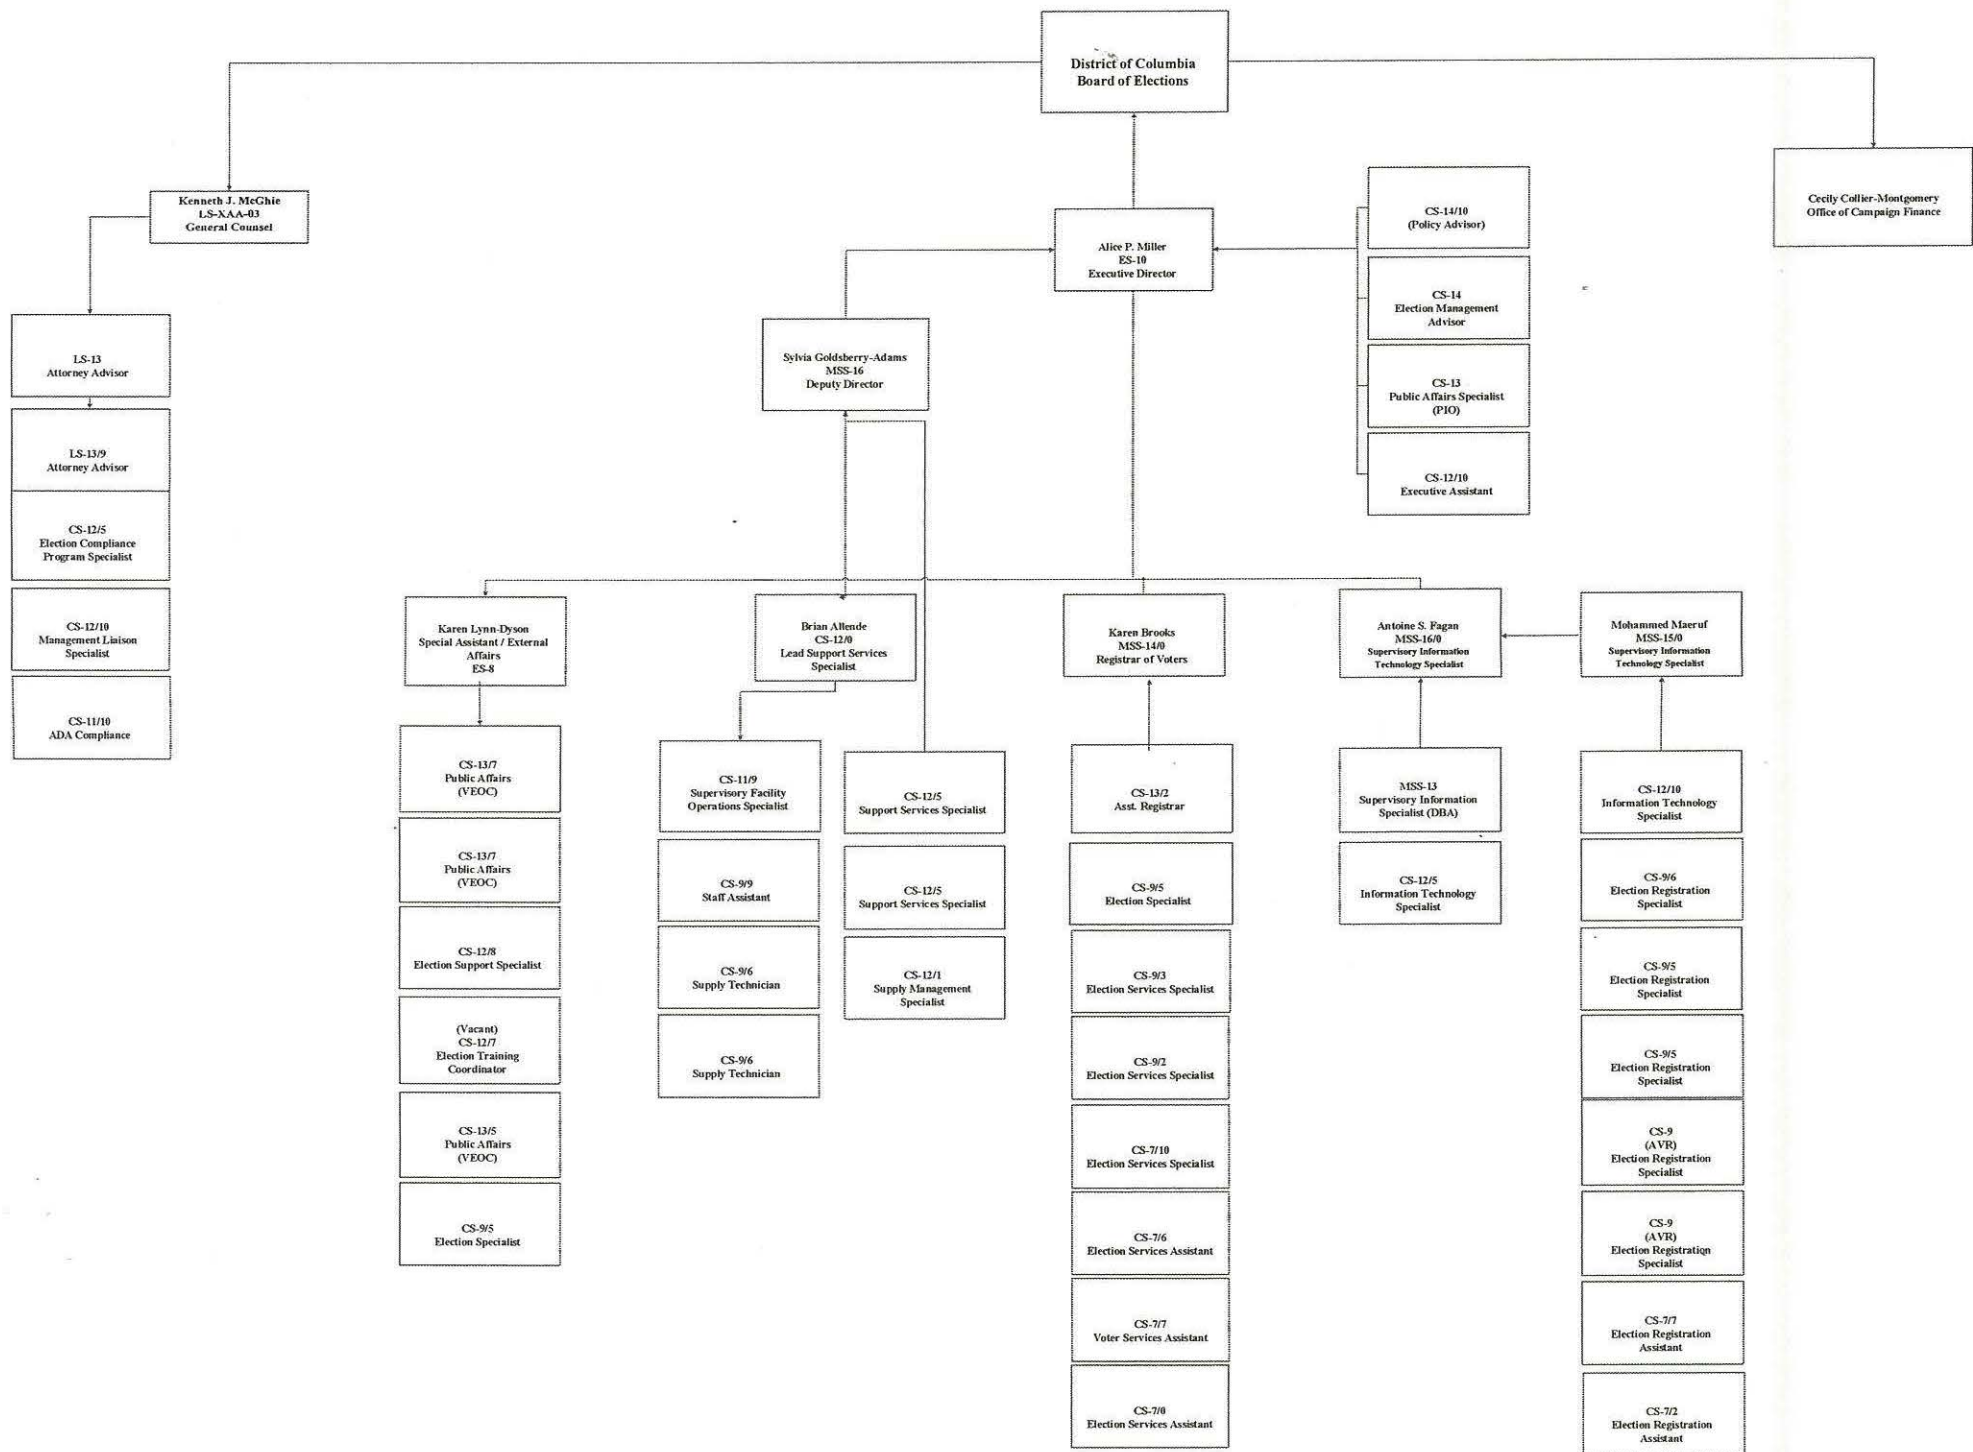 District of Columbia
Board of Elections
Kenneth J. McGhie
LS-XAA-03
General Counsel
Cecily Collier-Montgomery
Office of Campaign Finance
Alice P. Miller
ES-10
Executive Director
CS-14/10
(Policy Advisor)
CS-14
Election Management
Advisor
CS-13
Public Affairs Specialist
(PIO)
CS-12/10
Executive Assistant
Sylvia Goldsberry-Adams
MSS-16
Deputy Director
LS-13
Attorney Advisor
LS-13/9
Attorney Advisor
CS-12/5
Election Compliance
Program Specialist
CS-12/10
Management Liaison
Specialist
CS-11/10
ADA Compliance
Karen Lynn-Dyson
Special Assistant / External
Affairs
ES-8
Brian Allende
CS-12/0
Lead Support Services
Specialist
Karen Brooks
MSS-14/0
Registrar of Voters
Antoine S. Fagan
MSS-16/0
Supervisory Information
Technology Specialist
Mohammed Maeruf
MSS-15/0
Supervisory Information
Technology Specialist
CS-13/7
Public Affairs
(VEOC)
CS-13/7
Public Affairs
(VEOC)
CS-12/8
Election Support Specialist
(Vacant)
CS-12/7
Election Training
Coordinator
CS-13/5
Public Affairs
(VEOC)
CS-9/5
Election Specialist
CS-11/9
Supervisory Facility
Operations Specialist
CS-9/9
Staff Assistant
CS-9/6
Supply Technician
CS-9/6
Supply Technician
CS-12/5
Support Services Specialist
CS-12/5
Support Services Specialist
CS-12/1
Supply Management
Specialist
CS-13/2
Asst. Registrar
CS-9/5
Election Specialist
CS-9/3
Election Services Specialist
CS-9/2
Election Services Specialist
CS-7/10
Election Services Specialist
CS-7/6
Election Services Assistant
CS-7/7
Voter Services Assistant
CS-7/0
Election Services Assistant
MSS-13
Supervisory Information
Specialist (DBA)
CS-12/5
Information Technology
Specialist
CS-12/10
Information Technology
Specialist
CS-9/6
Election Registration
Specialist
CS-9/5
Election Registration
Specialist
CS-9/5
Election Registration
Specialist
CS-9
(AVR)
Election Registration
Specialist
CS-9
(AVR)
Election Registration
Specialist
CS-7/7
Election Registration
Assistant
CS-7/2
Election Registration
Assistant